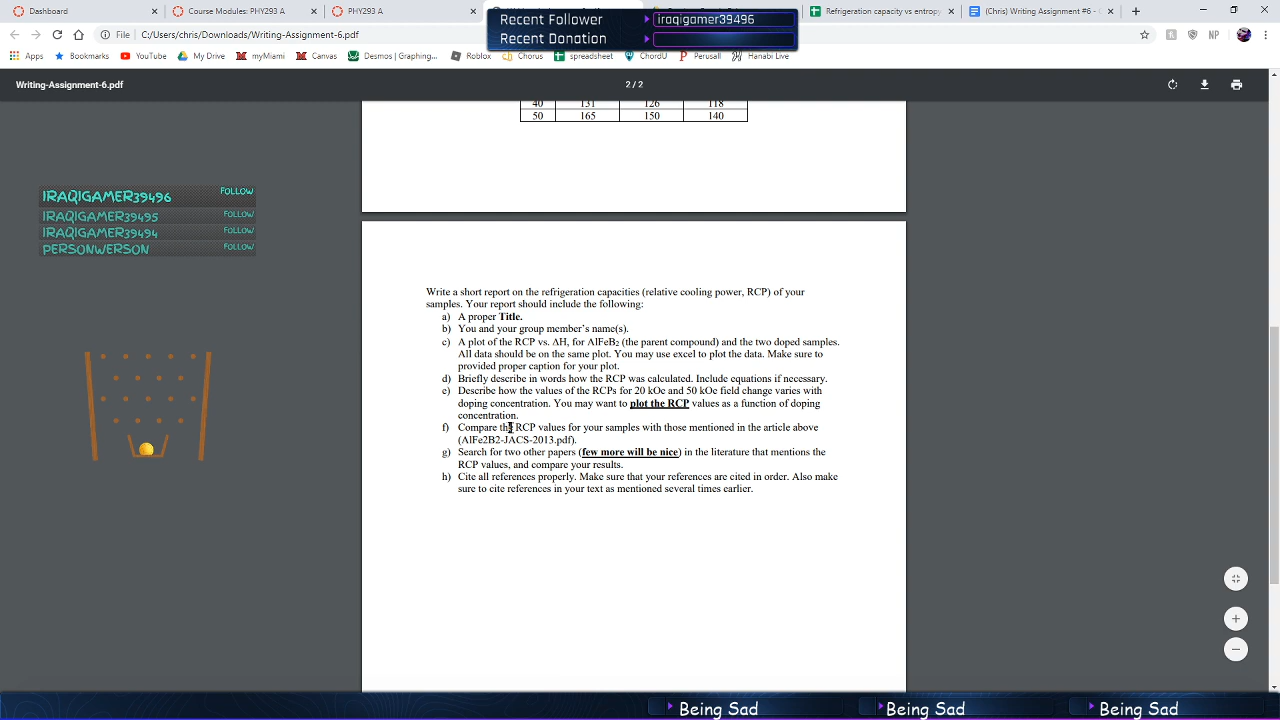 Dashboard
Course Modules: PHY293
PHY293 A
Refrigeration capacity vs entropy
(Chris) Writing Assignment #6
Recent Follower
iraqigamer39496
Recent Donation
File C:/Users/chris/Downloads/Writing-Assignment-6.pdf
NP
Apps
Bookmarks
YouTube
My Drive
myMiami
Canvas
Desmos | Graphing...
Roblox
Chorus
spreadsheet
ChordU
Perusall
Hanabi Live
Writing-Assignment-6.pdf
2 / 2
40 131 126 118
50 165 150 140
IRAQIGAMER39496 FOLLOW
IRAQIGAMER39495 FOLLOW
IRAQIGAMER39494 FOLLOW
PERSONWERSON FOLLOW
Write a short report on the refrigeration capacities (relative cooling power, RCP) of your
samples. Your report should include the following:
a) A proper Title.
b) You and your group member's name(s).
c) A plot of the RCP vs. ΔH, for AlFeB2 (the parent compound) and the two doped samples.
All data should be on the same plot. You may use excel to plot the data. Make sure to
provided proper caption for your plot.
d) Briefly describe in words how the RCP was calculated. Include equations if necessary.
e) Describe how the values of the RCPs for 20 kOe and 50 kOe field change varies with
doping concentration. You may want to plot the RCP values as a function of doping
concentration.
f) Compare the RCP values for your samples with those mentioned in the article above
(AlFe2B2-JACS-2013.pdf).
g) Search for two other papers (few more will be nice) in the literature that mentions the
RCP values, and compare your results.
h) Cite all references properly. Make sure that your references are cited in order. Also make
sure to cite references in your text as mentioned several times earlier.
Being Sad
Being Sad
Being Sad